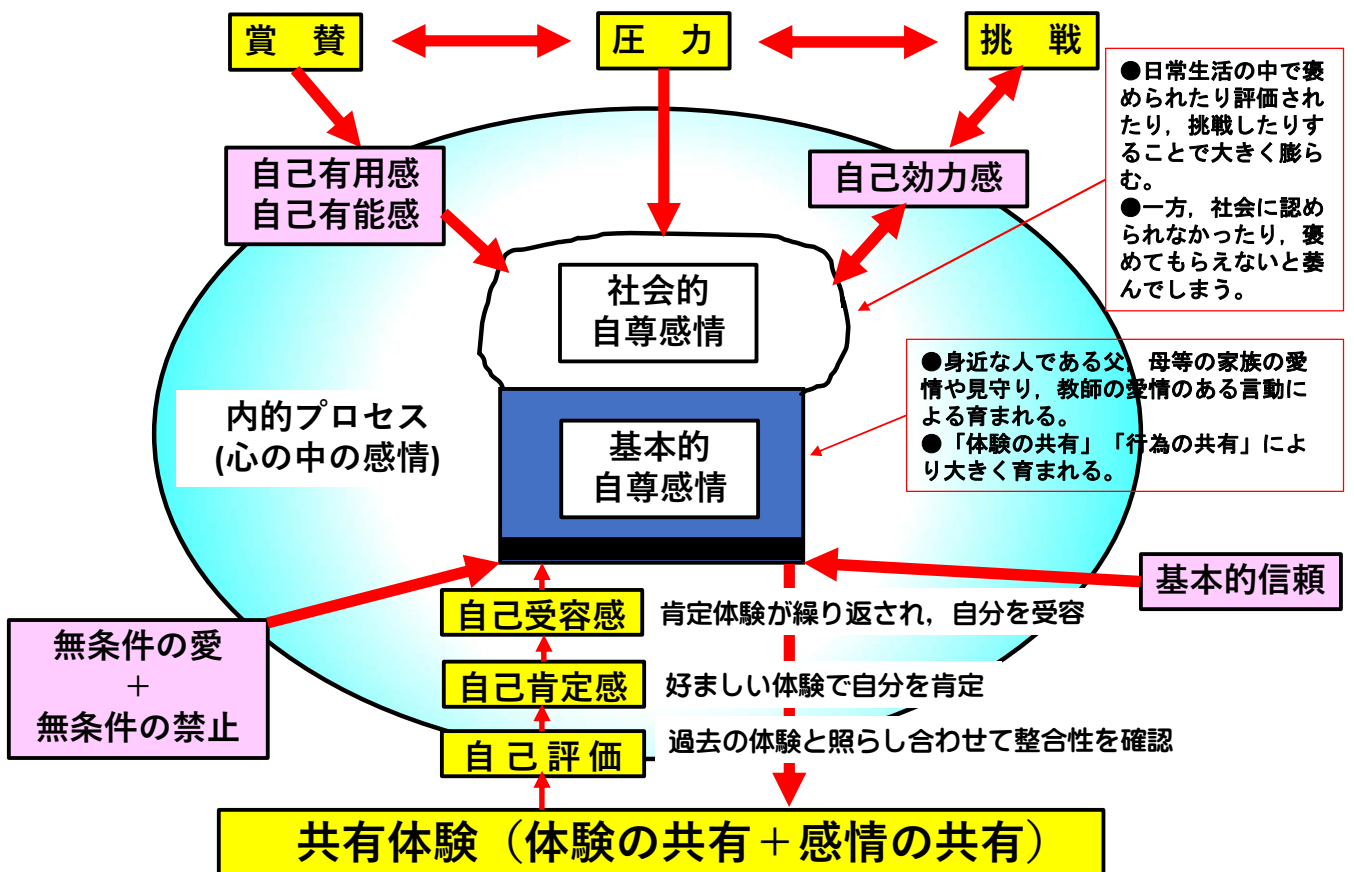 賞　賛
圧　力
挑　戦
●日常生活の中で褒
められたり評価され
たり，挑戦したりす
ることで大きく膨ら
む。
●一方，社会に認め
られなかったり，褒
めてもらえないと萎
んでしまう。
自己有用感
自己有能感
自己効力感
社会的
自尊感情
●身近な人である父，母等の家族の愛
情や見守り，教師の愛情のある言動に
よる育まれる。
●「体験の共有」「行為の共有」によ
り大きく育まれる。
内的プロセス
(心の中の感情)
基本的
自尊感情
基本的信頼
無条件の愛
＋
無条件の禁止
自己受容感
肯定体験が繰り返され，自分を受容
自己肯定感
好ましい体験で自分を肯定
自己評価
過去の体験と照らし合わせて整合性を確認
共有体験（体験の共有＋感情の共有）